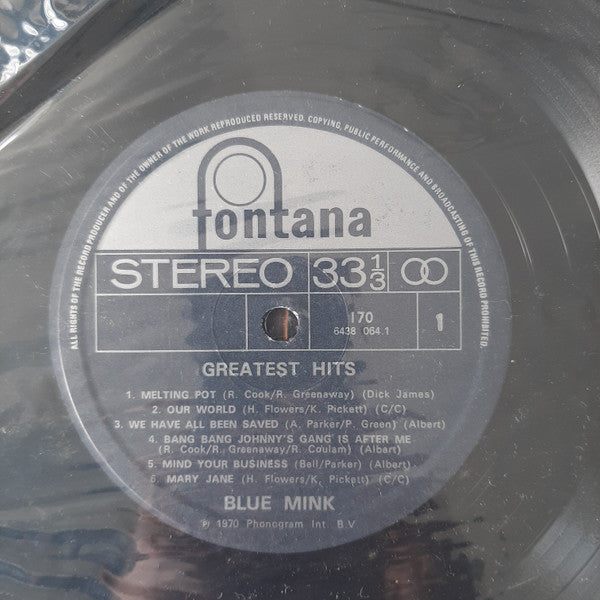 ALL RIGHTS OF THE RECORD PRODUCER AND OF THE OWNER OF THE WORK REPRODUCED RESERVED. COPYING, PUBLIC PERFORMANCE AND BROADCASTING OF THIS RECORD PROHIBITED.
fontana
STEREO 33 1/3
170
6438 064.1
1
GREATEST HITS
1. MELTING POT (R. Cook/R. Greenaway) (Dick James)
2. OUR WORLD (H. Flowers/K. Pickett) (C/C)
3. WE HAVE ALL BEEN SAVED (A. Parker/P. Green) (Albert)
4. BANG BANG JOHNNY'S GANG IS AFTER ME
(R. Cook/R. Greenaway/R. Coulam) (Albert)
5. MIND YOUR BUSINESS (Bell/Parker) (Albert)
6. MARY JANE (H. Flowers/K. Pickett) (C/C)
BLUE MINK
℗ 1970 Phonogram Int B.V